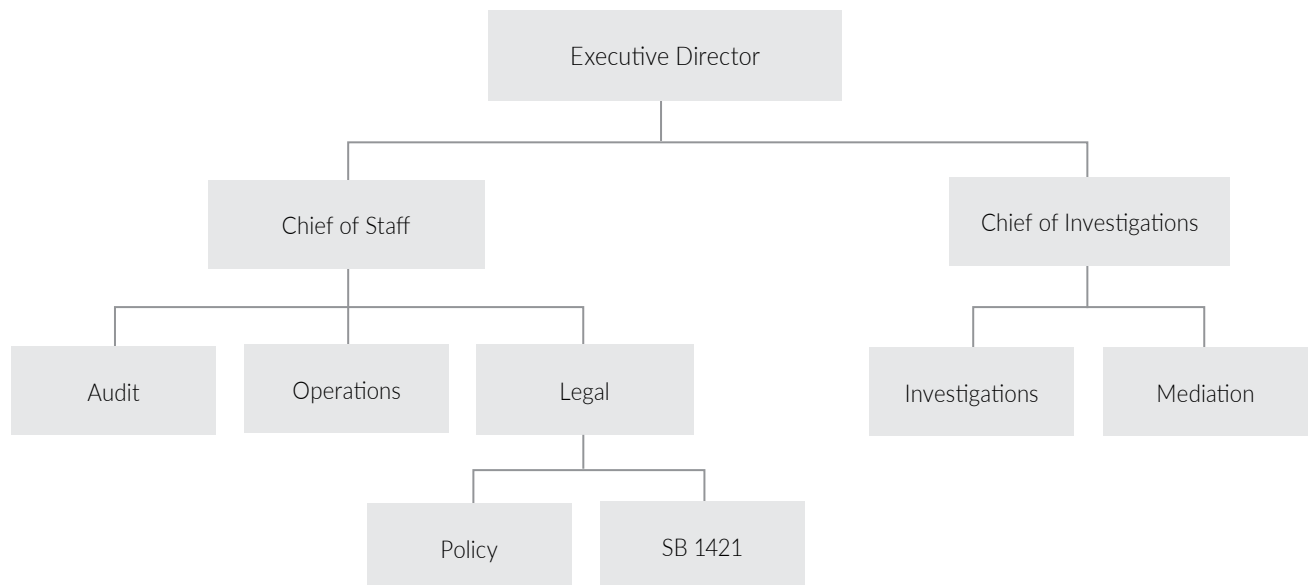 Executive Director
Chief of Staff
Chief of Investigations
Audit
Operations
Legal
Investigations
Mediation
Policy
SB 1421